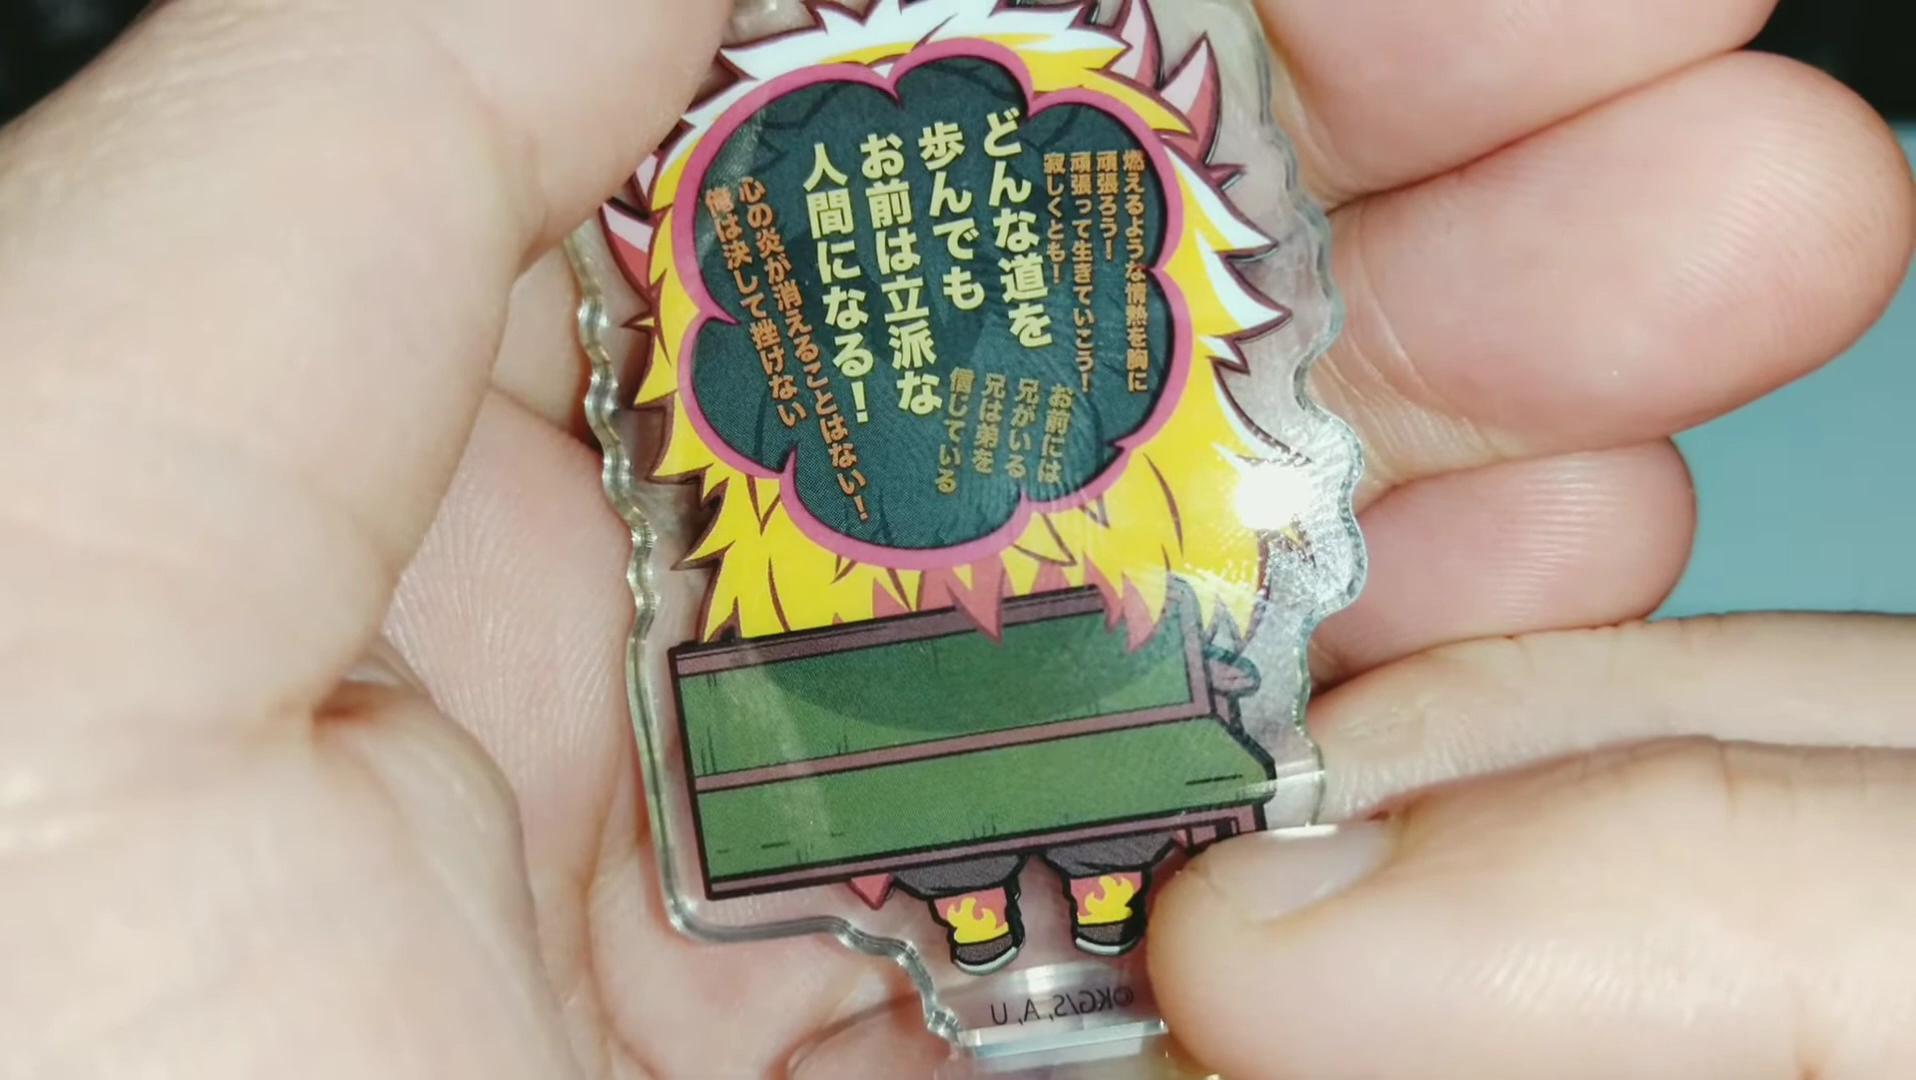 燃えるような情熱を胸に
頑張ろう！
頑張って生きていこう！
寂しくとも！
お前には
兄がいる
兄は弟を
信じている
どんな道を
歩んでも
お前は立派な
人間になる！
心の炎が消えることはない！
俺は決して挫けない
©KG/S,A,U